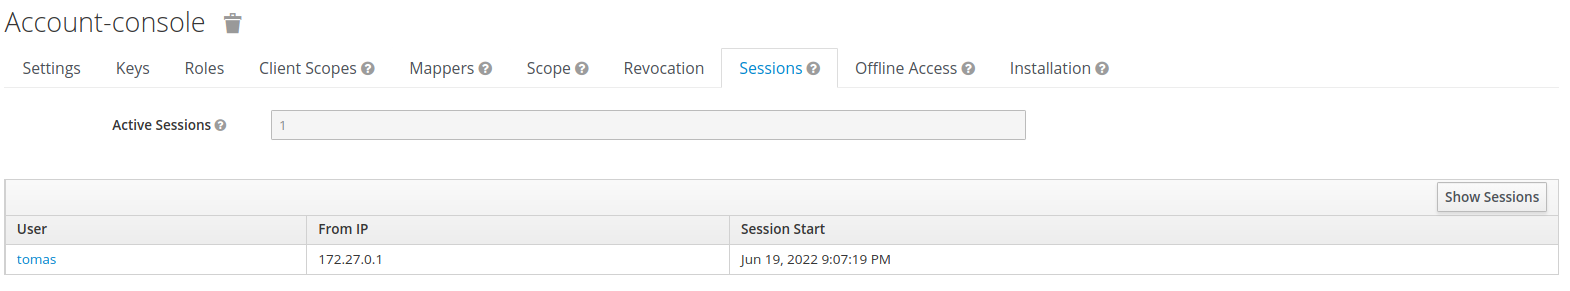 Account-console
Settings Keys Roles Client Scopes Mappers Scope Revocation Sessions Offline Access Installation
Active Sessions 1
Show Sessions
User From IP Session Start
tomas 172.27.0.1 Jun 19, 2022 9:07:19 PM